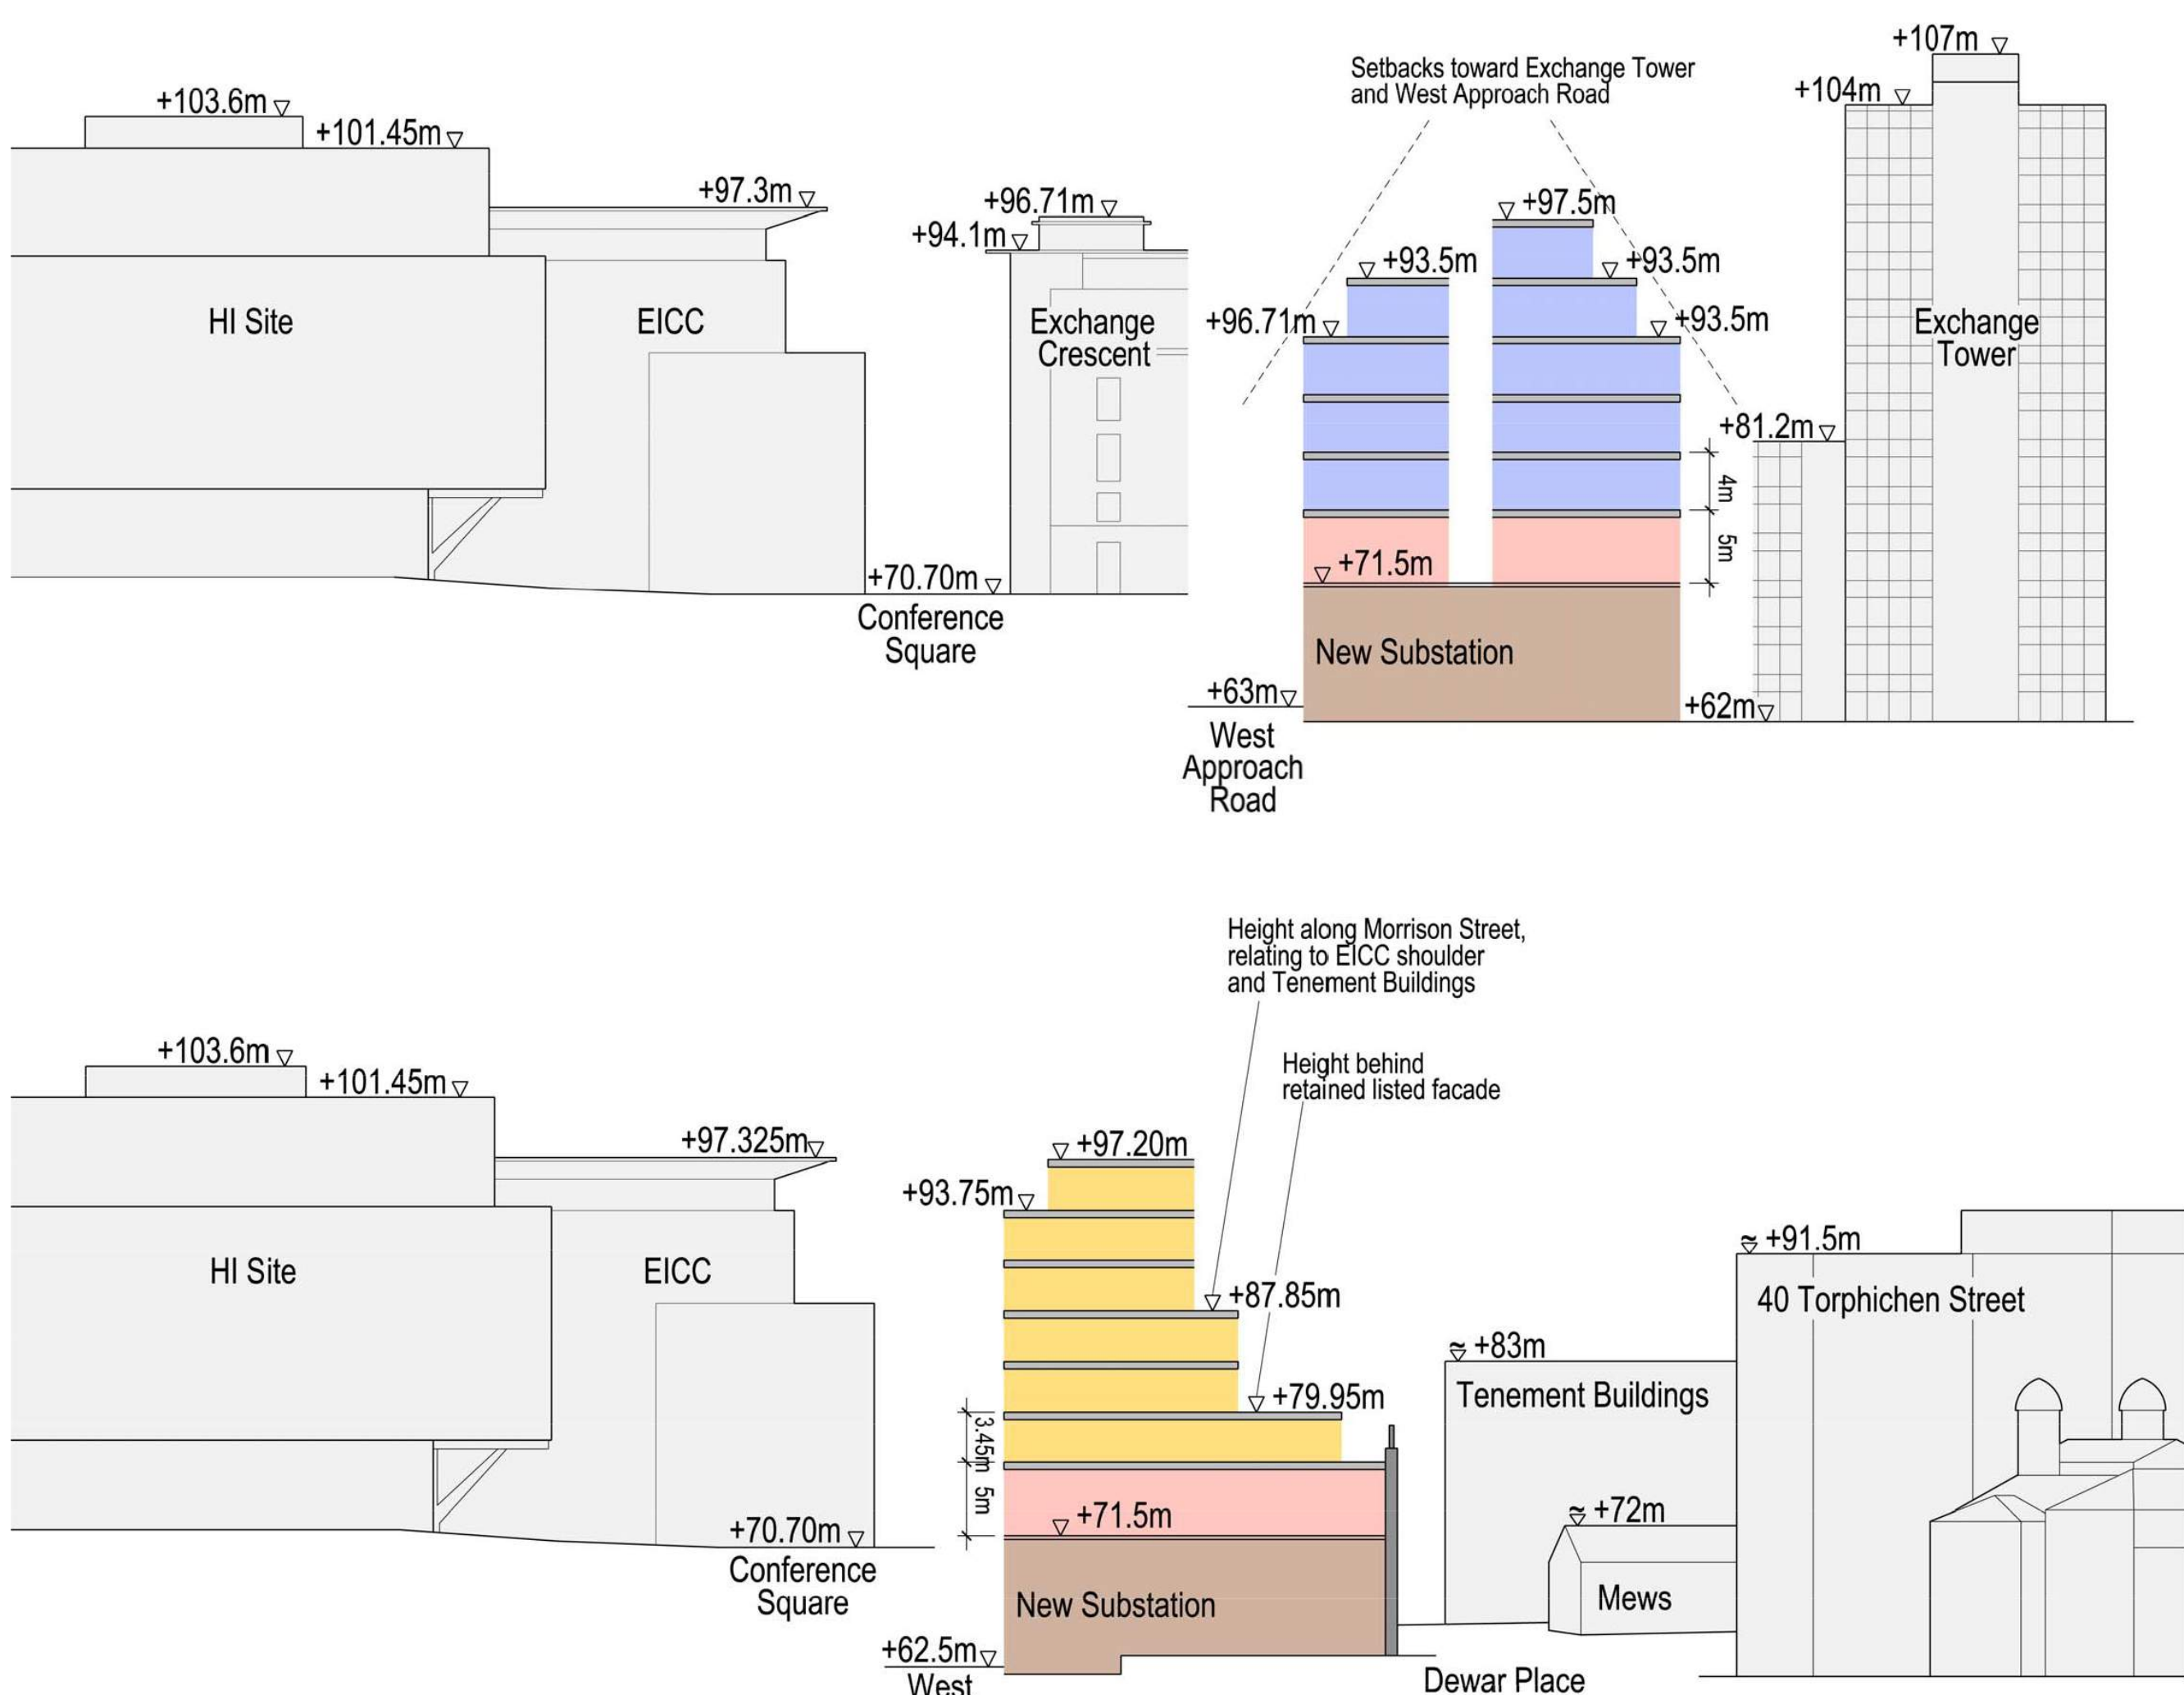 +107m
Setbacks toward Exchange Tower
and West Approach Road
+104m
+103.6m
+101.45m
+97.3m
+96.71m
+97.5m
+94.1m
+93.5m
+93.5m
HI Site
EICC
Exchange
Crescent
+96.71m
+93.5m
Exchange
Tower
+81.2m
4m
5m
+71.5m
+70.70m
Conference
Square
New Substation
+63m
+62m
West
Approach
Road
Height along Morrison Street,
relating to EICC shoulder
and Tenement Buildings
Height behind
retained listed facade
+103.6m
+101.45m
+97.325m
+97.20m
+93.75m
+91.5m
HI Site
EICC
+87.85m
40 Torphichen Street
≈ +83m
Tenement Buildings
+79.95m
3.45m
5m
+71.5m
≈ +72m
+70.70m
Conference
Square
New Substation
Mews
+62.5m
West
Dewar Place